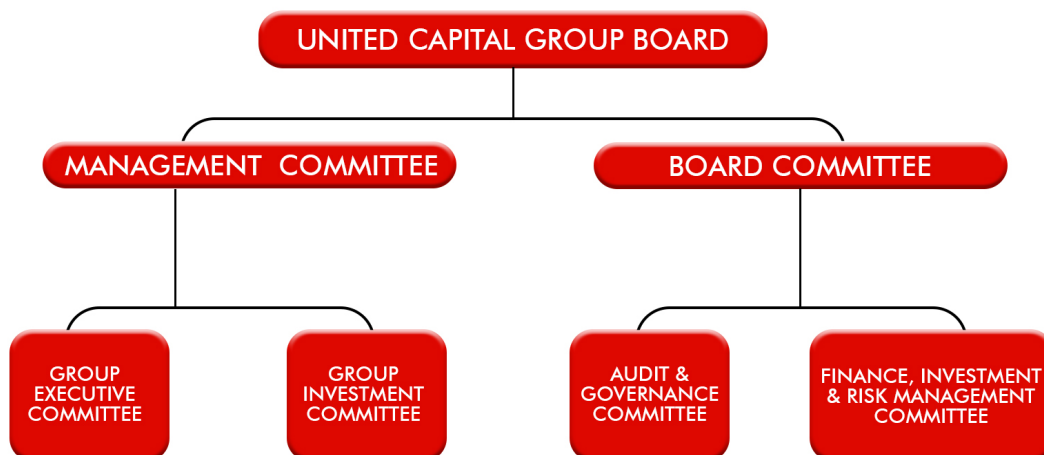 UNITED CAPITAL GROUP BOARD
MANAGEMENT COMMITTEE
BOARD COMMITTEE
GROUP
EXECUTIVE
COMMITTEE
GROUP
INVESTMENT
COMMITTEE
AUDIT &
GOVERNANCE
COMMITTEE
FINANCE, INVESTMENT
& RISK MANAGEMENT
COMMITTEE